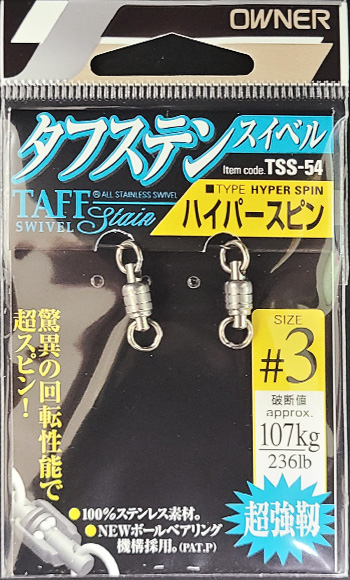 OWNER
タフステンスイベル
Item code. TSS-54
TAFF Stain
SWIVEL
Ⓡ ALL STAINLESS SWIVEL
■TYPE HYPER SPIN
ハイパースピン
驚異の回転性能で
超スピン!
SIZE
#3
破断値
approx.
107kg
236lb
超強靱
●100%ステンレス素材。
●NEWボールベアリング
機構採用。(PAT.P)